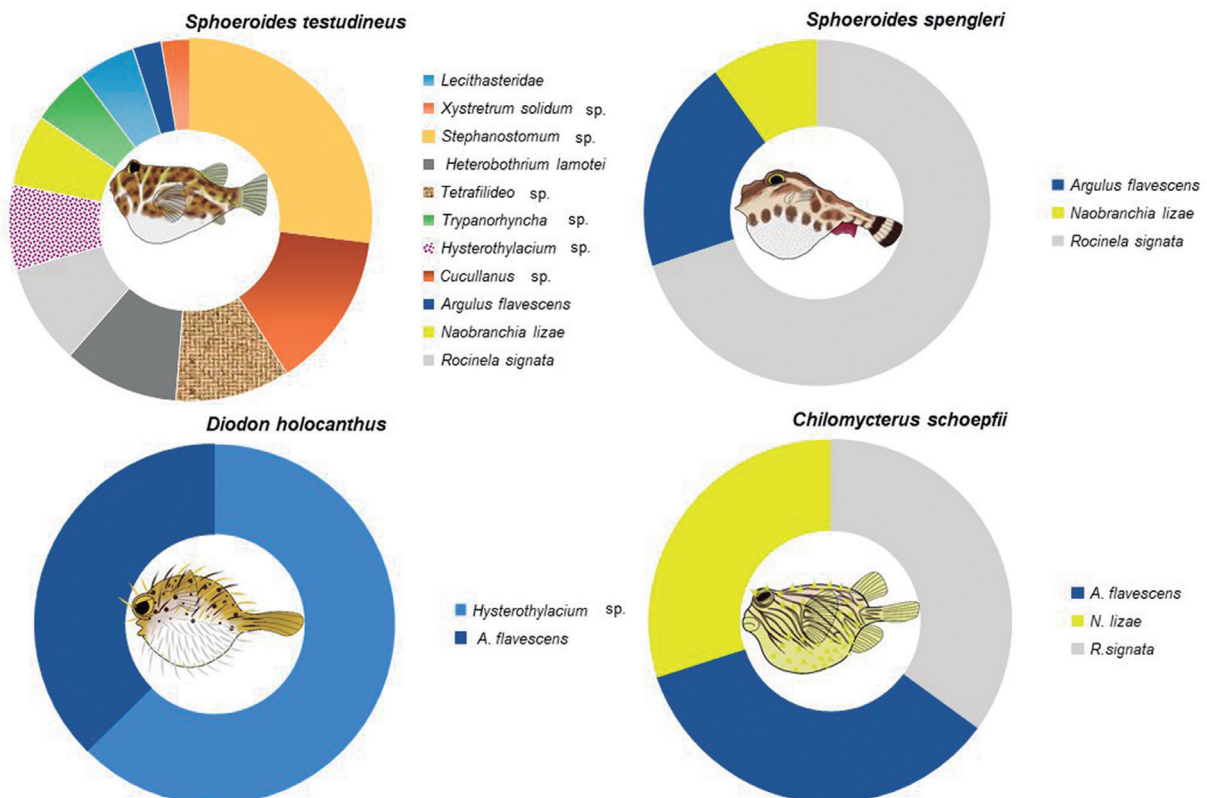 Sphoeroides testudineus
Lecithasteridae
Xystretrum solidum sp.
Stephanostomum sp.
Heterobothrium lamotei
Tetrafilideo sp.
Trypanorhyncha sp.
Hysterothylacium sp.
Cucullanus sp.
Argulus flavescens
Naobranchia lizae
Rocinela signata
Sphoeroides spengleri
Argulus flavescens
Naobranchia lizae
Rocinela signata
Diodon holocanthus
Hysterothylacium sp.
A. flavescens
Chilomycterus schoepfii
A. flavescens
N. lizae
R.signata